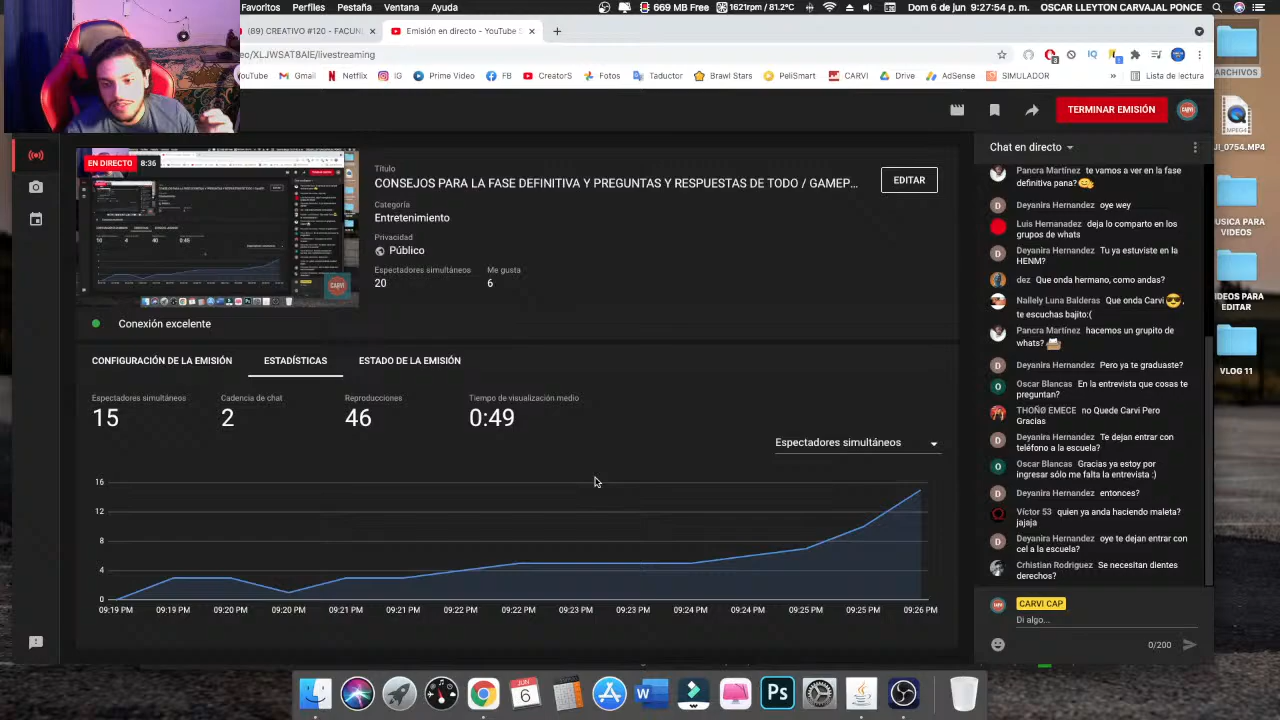 Favoritos Perfiles Pestaña Ventana Ayuda 669 MB Free 1621rpm / 81.2°C Dom 6 de jun 9:27:54 p. m. OSCAR LLEYTON CARVAJAL PONCE
(89) CREATIVO #120 - FACUN Emisión en directo - YouTube S
eo/XLJWSAT8AlE/livestreaming
YouTube Gmail Netflix IG Prime Video FB CreatorS Fotos Taductor Brawl Stars PeliSmart CARVI Drive AdSense SIMULADOR » Lista de lectura
ARCHIVOS
TERMINAR EMISIÓN
JI_0754.MP4
USICA PARA
VIDEOS
IDEOS PARA
EDITAR
VLOG 11
EN DIRECTO 8:36
CARVI
Título
CONSEJOS PARA LA FASE DEFINITIVA Y PREGUNTAS Y RESPUESTAS DE TODO / GAMEP
EDITAR
Categoría
Entretenimiento
Privacidad
Público
Espectadores simultáneos Me gusta
20 6
Conexión excelente
CONFIGURACIÓN DE LA EMISIÓN ESTADÍSTICAS ESTADO DE LA EMISIÓN
Espectadores simultáneos Cadencia de chat Reproducciones Tiempo de visualización medio
15 2 46 0:49
Espectadores simultáneos
16
12
8
4
0
09:19 PM 09:19 PM 09:20 PM 09:20 PM 09:21 PM 09:21 PM 09:22 PM 09:22 PM 09:23 PM 09:23 PM 09:24 PM 09:24 PM 09:25 PM 09:25 PM 09:26 PM
Chat en directo
Pancra Martínez te vamos a ver en la fase
definitiva pana?
Deyanira Hernandez oye wey
Luis Hernanadez deja lo comparto en los
grupos de whats
Deyanira Hernandez Tu ya estuviste en la
HENM?
dez Que onda hermano, como andas?
Nallely Luna Balderas Que onda Carvi ,
te escuchas bajito:(
Pancra Martínez hacemos un grupito de
whats?
Deyanira Hernandez Pero ya te graduaste?
Oscar Blancas En la entrevista que cosas te
preguntan?
THOÑØ EMECE no Quede Carvi Pero
Gracias
Deyanira Hernandez Te dejan entrar con
teléfono a la escuela?
Oscar Blancas Gracias ya estoy por
ingresar sólo me falta la entrevista :)
Deyanira Hernandez entonces?
Víctor 53 quien ya anda haciendo maleta?
jajaja
Deyanira Hernandez oye te dejan entrar con
cel a la escuela?
Crhistian Rodriguez Se necesitan dientes
derechos?
CARVI CAP
Di algo...
0/200
JUN
6
Ps